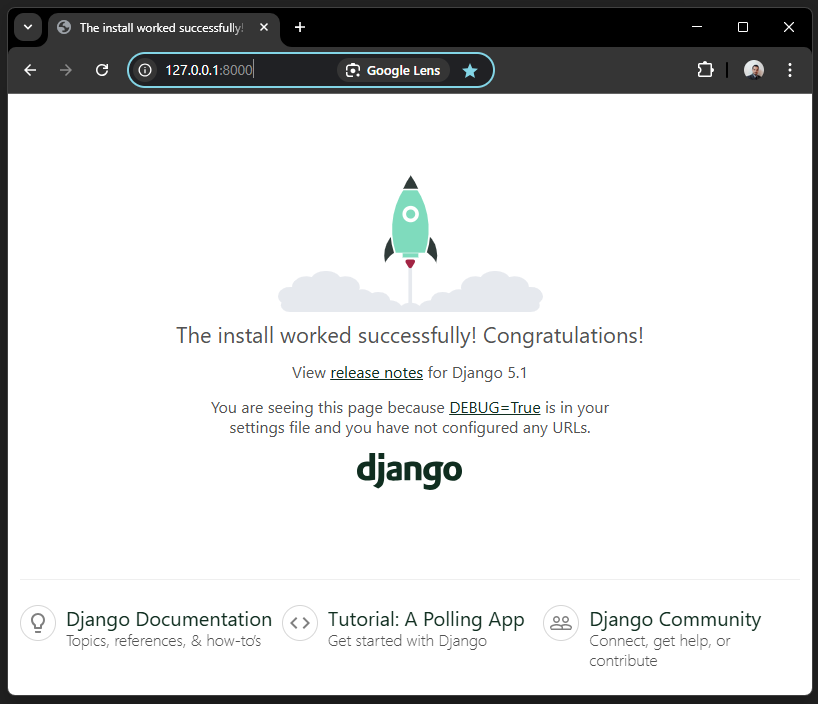 The install worked successfully!
127.0.0.1:8000
Google Lens
The install worked successfully! Congratulations!
View release notes for Django 5.1
You are seeing this page because DEBUG=True is in your
settings file and you have not configured any URLs.
django
Django Documentation
Topics, references, & how-to's
Tutorial: A Polling App
Get started with Django
Django Community
Connect, get help, or
contribute